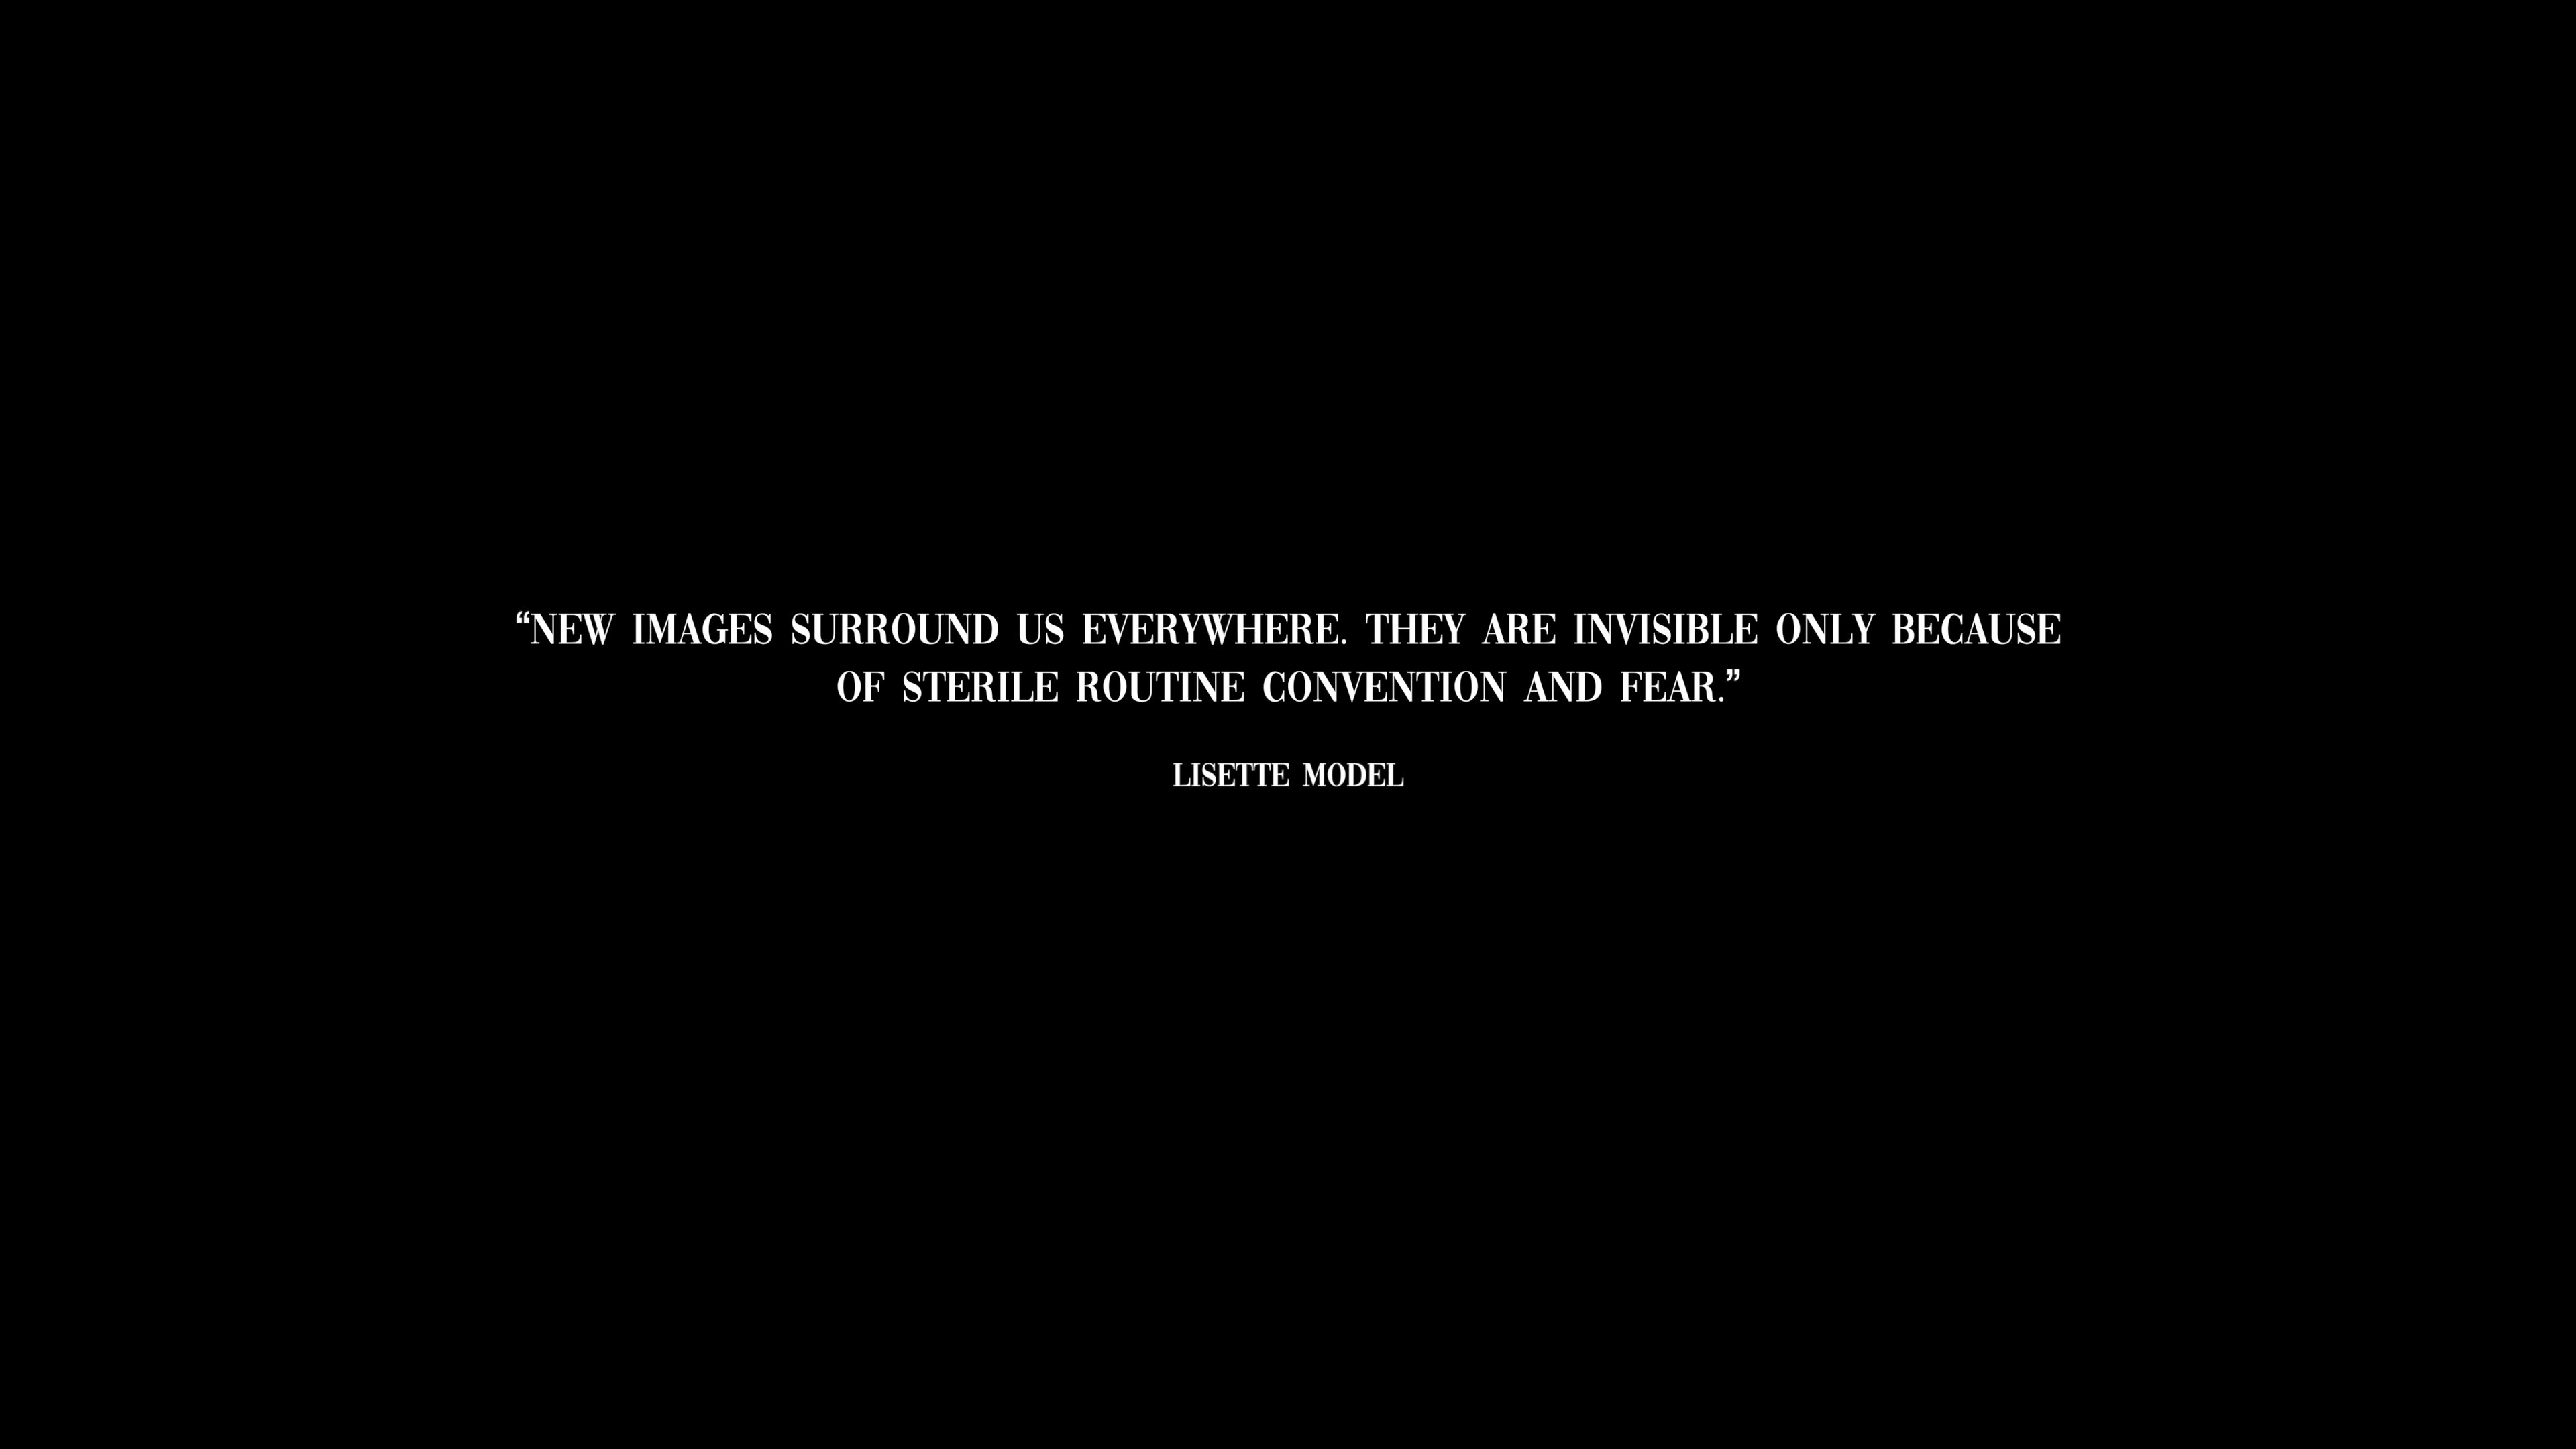 “NEW IMAGES SURROUND US EVERYWHERE. THEY ARE INVISIBLE ONLY BECAUSE
OF STERILE ROUTINE CONVENTION AND FEAR.”
LISETTE MODEL